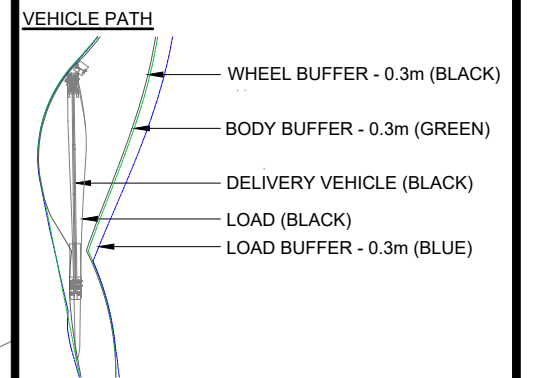 VEHICLE PATH
WHEEL BUFFER - 0.3m (BLACK)
BODY BUFFER - 0.3m (GREEN)
DELIVERY VEHICLE (BLACK)
LOAD (BLACK)
LOAD BUFFER - 0.3m (BLUE)